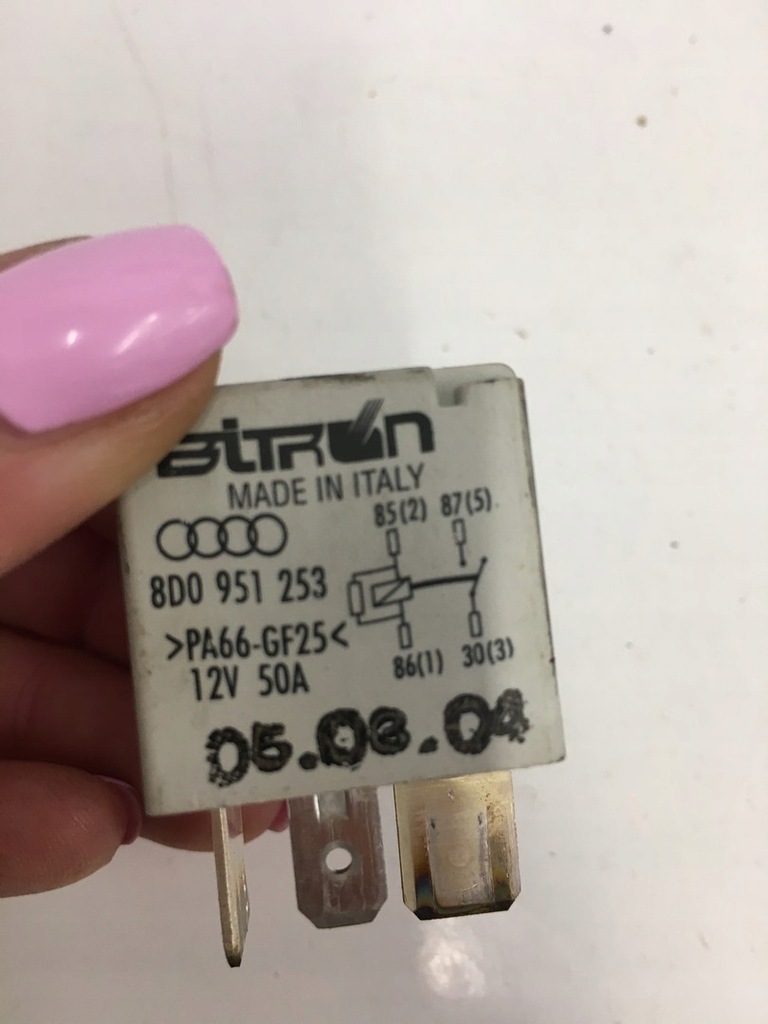 BiTRON
MADE IN ITALY
85(2) 87(5)
8D0 951 253
>PA66-GF25<
86(1) 30(3)
12V 50A
05.03.04